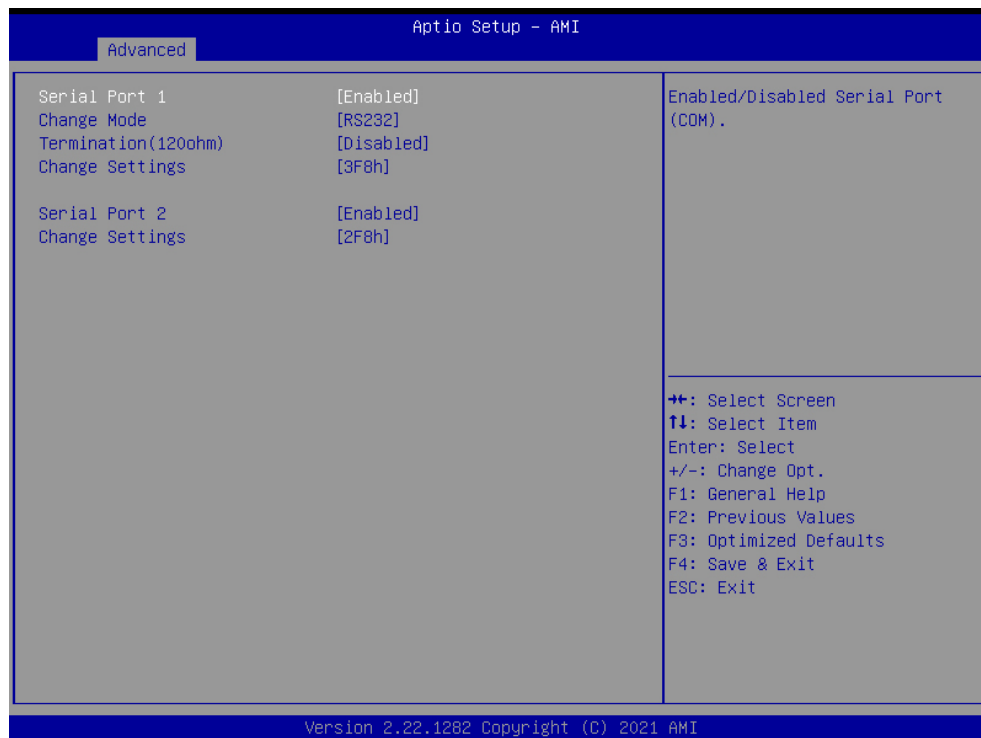 Aptio Setup – AMI
Advanced
Serial Port 1 [Enabled]
Change Mode [RS232]
Termination(120ohm) [Disabled]
Change Settings [3F8h]
Serial Port 2 [Enabled]
Change Settings [2F8h]
Enabled/Disabled Serial Port
(COM).
→←: Select Screen
↑↓: Select Item
Enter: Select
+/-: Change Opt.
F1: General Help
F2: Previous Values
F3: Optimized Defaults
F4: Save & Exit
ESC: Exit
Version 2.22.1282 Copyright (C) 2021 AMI